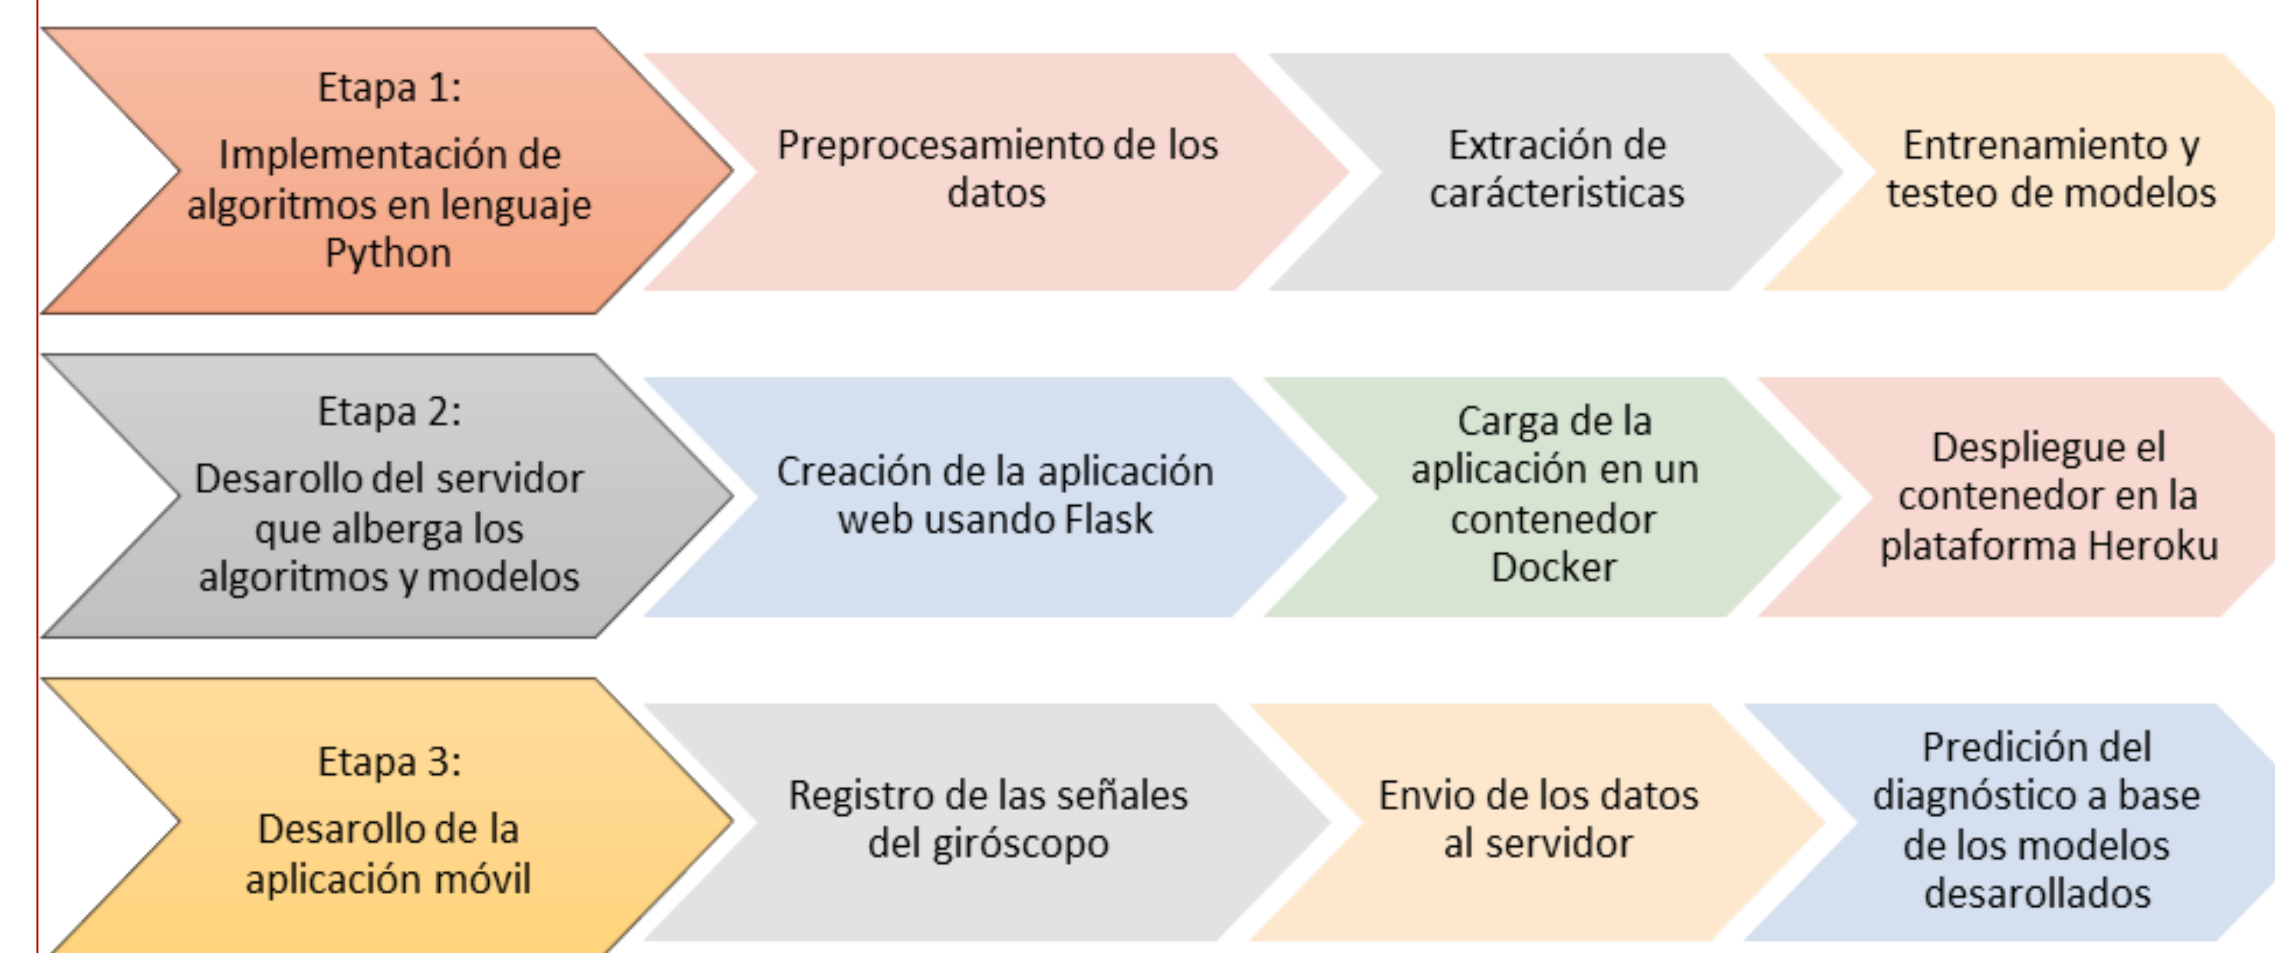 Etapa 1:
Implementación de
algoritmos en lenguaje
Python
Preprocesamiento de los
datos
Extración de
carácteristicas
Entrenamiento y
testeo de modelos
Etapa 2:
Desarollo del servidor
que alberga los
algoritmos y modelos
Creación de la aplicación
web usando Flask
Carga de la
aplicación en un
contenedor
Docker
Despliegue el
contenedor en la
plataforma Heroku
Etapa 3:
Desarollo de la
aplicación móvil
Registro de las señales
del giróscopo
Envio de los datos
al servidor
Predición del
diagnóstico a base
de los modelos
desarollados